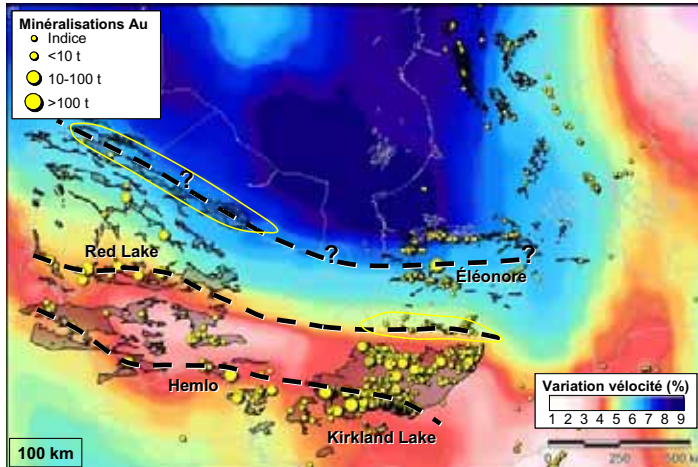 Minéralisations Au
Indice
<10 t
10-100 t
>100 t
?
?
?
Red Lake
Éléonore
Hemlo
Kirkland Lake
Variation vélocité (%)
1 2 3 4 5 6 7 8 9
0 250 500 km
100 km